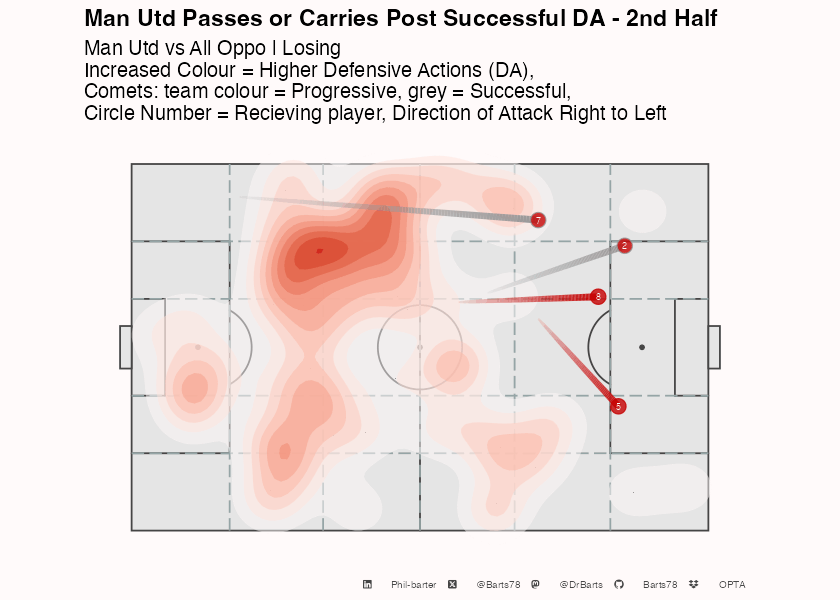 Man Utd Passes or Carries Post Successful DA - 2nd Half
Man Utd vs All Oppo | Losing
Increased Colour = Higher Defensive Actions (DA),
Comets: team colour = Progressive, grey = Successful,
Circle Number = Recieving player, Direction of Attack Right to Left
7
2
8
5
Phil-barter @Barts78 @DrBarts Barts78 OPTA